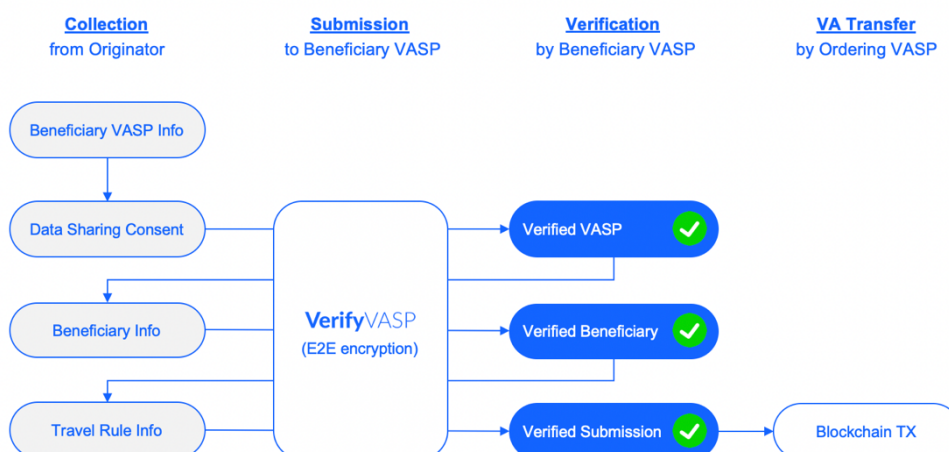 Collection
from Originator
Submission
to Beneficiary VASP
Verification
by Beneficiary VASP
VA Transfer
by Ordering VASP
Beneficiary VASP Info
Data Sharing Consent
Verified VASP
Beneficiary Info
VerifyVASP
(E2E encryption)
Verified Beneficiary
Travel Rule Info
Verified Submission
Blockchain TX